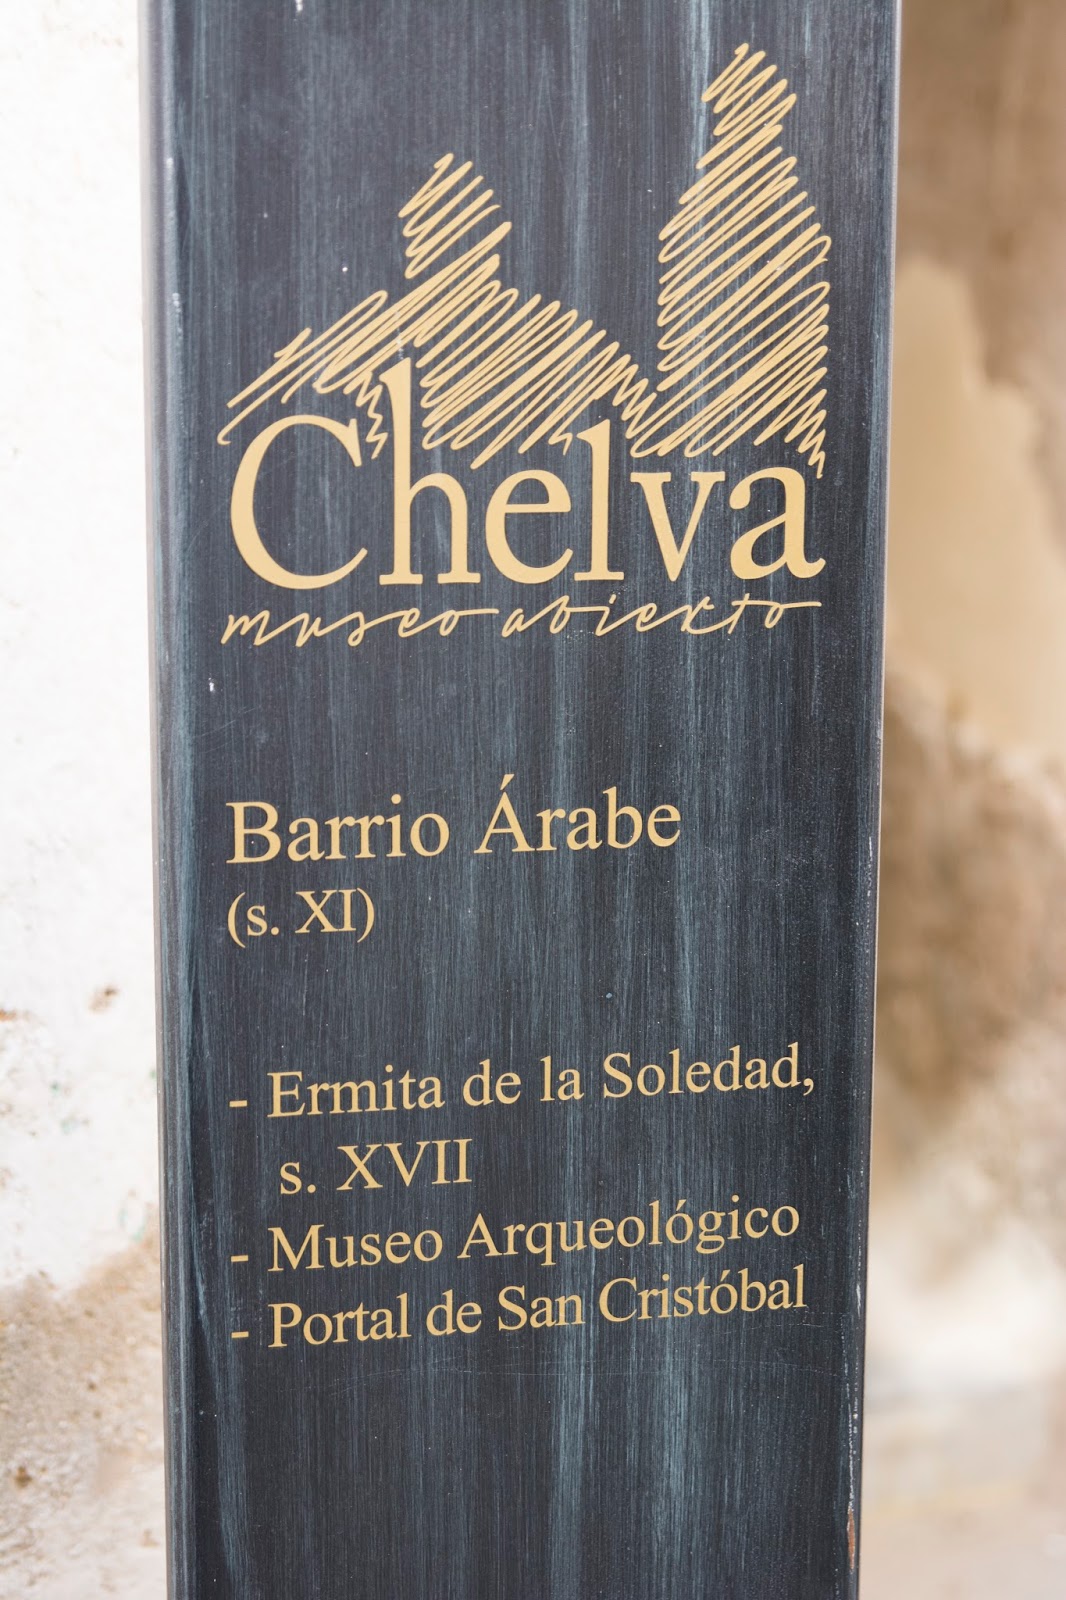 Chelva
museo abierto
Barrio Árabe
(s. XI)
- Ermita de la Soledad,
s. XVII
- Museo Arqueológico
- Portal de San Cristóbal